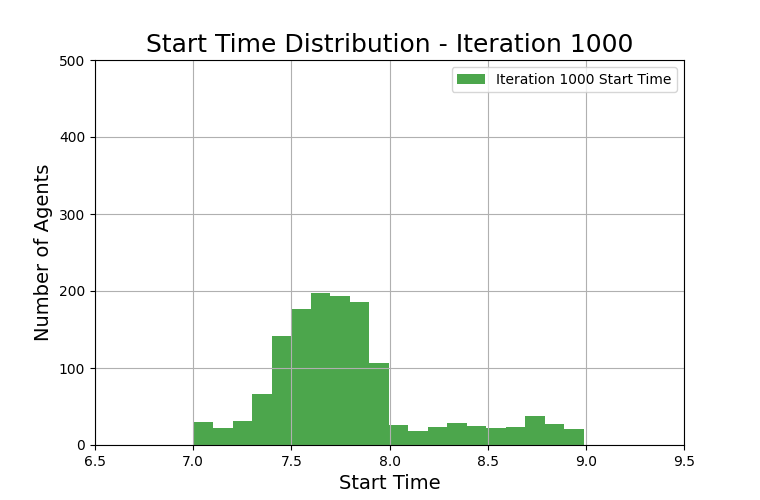 Start Time Distribution - Iteration 1000
Iteration 1000 Start Time
Number of Agents
500
400
300
200
100
0
6.5 7.0 7.5 8.0 8.5 9.0 9.5
Start Time